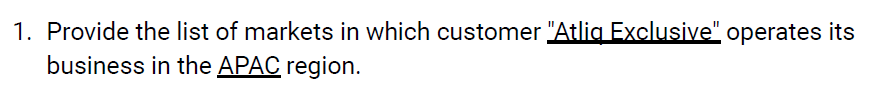 1. Provide the list of markets in which customer "Atliq Exclusive" operates its
business in the APAC region.